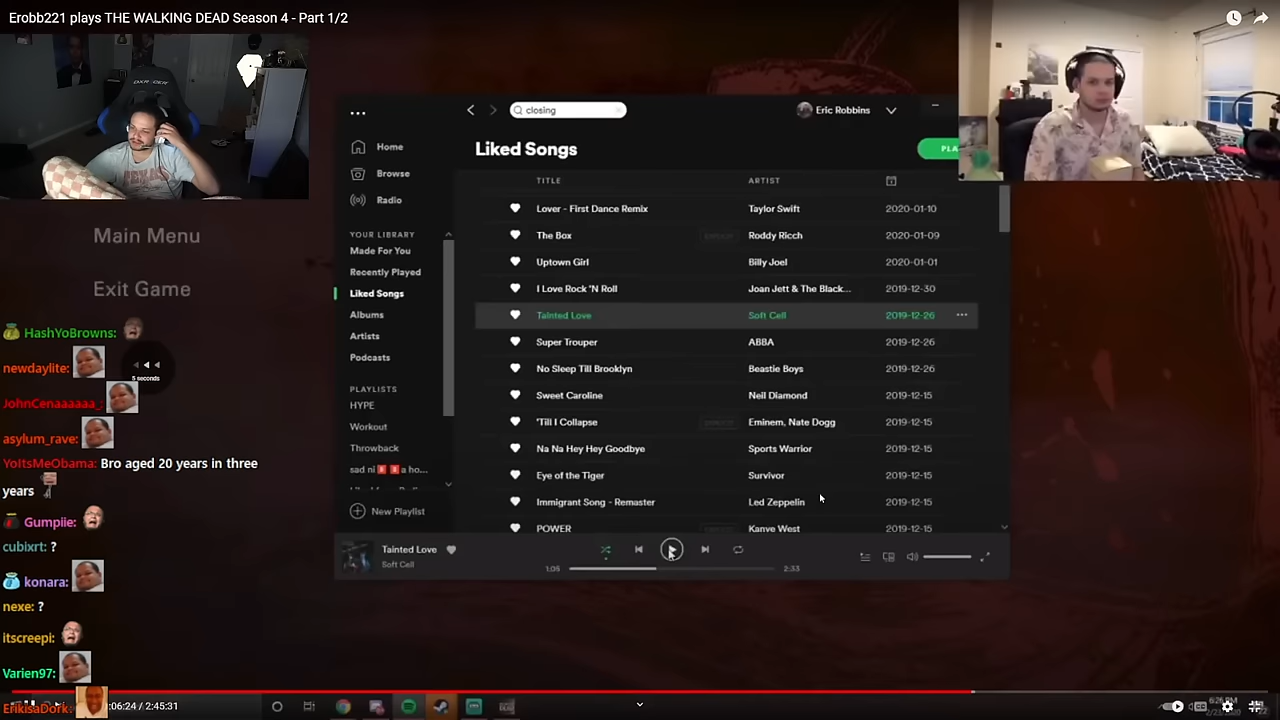 Erobb221 plays THE WALKING DEAD Season 4 - Part 1/2
closing
Eric Robbins
Home
Browse
Radio
YOUR LIBRARY
Made For You
Recently Played
Liked Songs
Albums
Artists
Podcasts
PLAYLISTS
HYPE
Workout
Throwback
sad ni a ho...
New Playlist
Liked Songs
PLA
TITLE ARTIST
Lover - First Dance Remix Taylor Swift 2020-01-10
The Box Roddy Ricch 2020-01-09
Uptown Girl Billy Joel 2020-01-01
I Love Rock 'N Roll Joan Jett & The Black... 2019-12-30
Tainted Love Soft Cell 2019-12-26
Super Trouper ABBA 2019-12-26
No Sleep Till Brooklyn Beastie Boys 2019-12-26
Sweet Caroline Neil Diamond 2019-12-15
'Till I Collapse Eminem, Nate Dogg 2019-12-15
Na Na Hey Hey Goodbye Sports Warrior 2019-12-15
Eye of the Tiger Survivor 2019-12-15
Immigrant Song - Remaster Led Zeppelin 2019-12-15
POWER Kanye West 2019-12-15
Tainted Love
Soft Cell
1:05 2:33
Main Menu
Exit Game
HashYoBrowns:
newdaylite:
5 seconds
JohnCenaaaaaa_:
asylum_rave:
YoItsMeObama: Bro aged 20 years in three
years
Gumpiie:
cubixrt: ?
konara:
nexe: ?
itscreepi:
Varien97:
ErikisaDork:
:06:24 / 2:45:31
6:26 PM